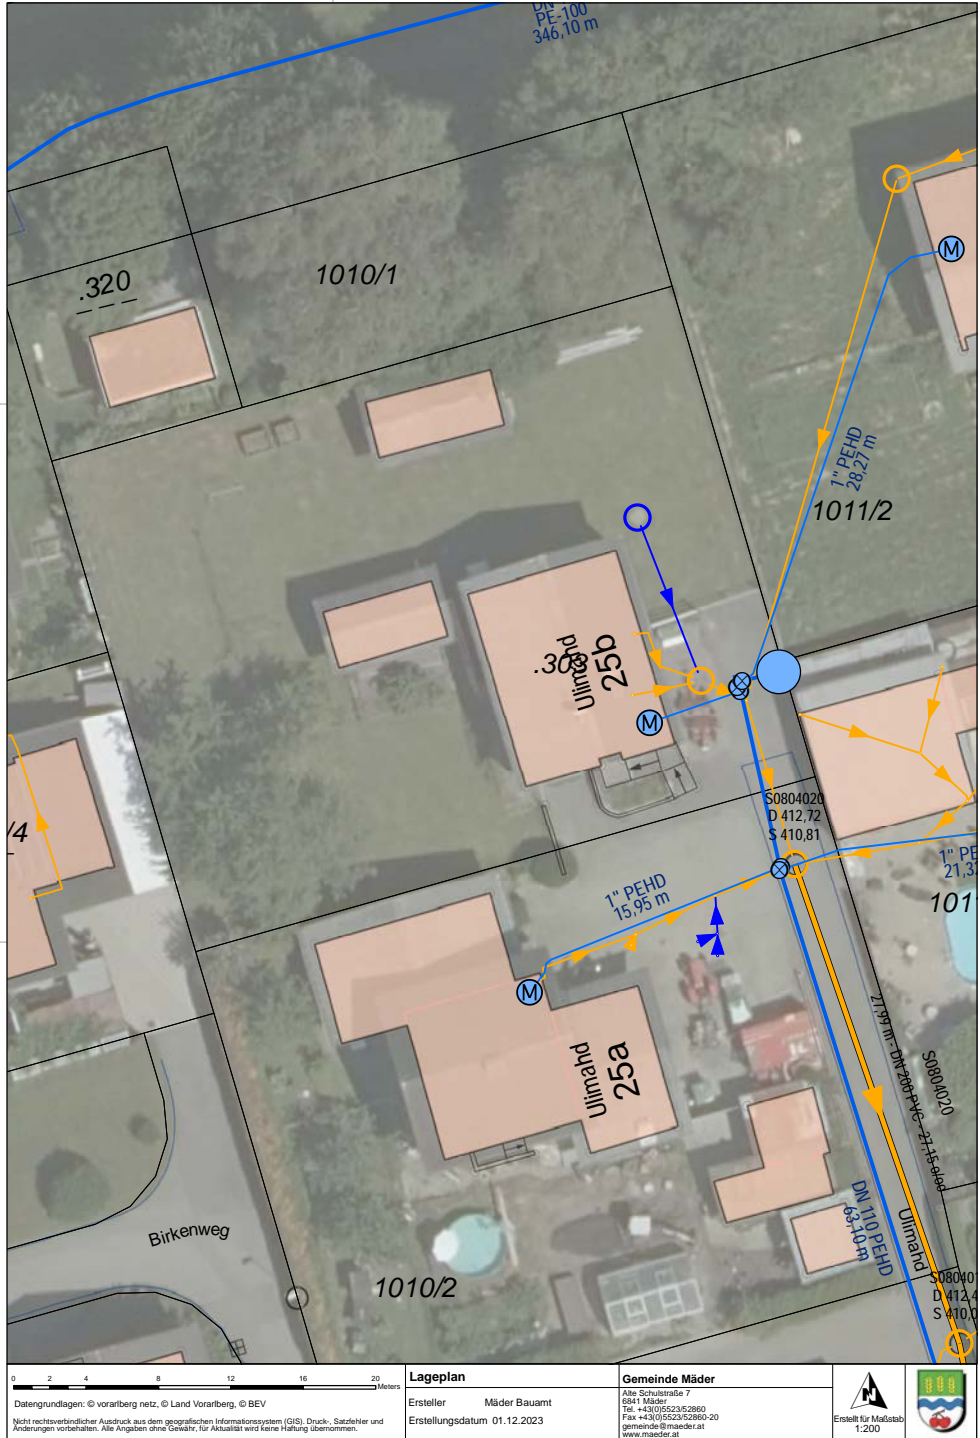 DN
PE-100
346,10 m
.320
1010/1
1" PEHD
28,27 m
1011/2
M
Ulimahd
25b
M
S0804020
D 412,72
S 410,81
/4
1" PEHD
15,95 m
1" PE
21,3
101
M
Ulimahd
25a
27,99 m - DN 200 PVC - 27,15 o/oo
S0804020
DN 110 PEHD
63,10 m
Ulimahd
Birkenweg
1010/2
S080401
D 412,4
S 410,0
0 2 4 8 12 16 20
Meters
Datengrundlagen: © vorarlberg netz, © Land Vorarlberg, © BEV
Nicht rechtsverbindlicher Ausdruck aus dem geografischen Informationssystem (GIS). Druck-, Satzfehler und
Änderungen vorbehalten. Alle Angaben ohne Gewähr, für Aktualität wird keine Haftung übernommen.
Lageplan
Ersteller Mäder Bauamt
Erstellungsdatum 01.12.2023
Gemeinde Mäder
Alte Schulstraße 7
6841 Mäder
Tel. +43(0)5523/52860
Fax +43(0)5523/52860-20
gemeinde@maeder.at
www.maeder.at
N
Erstellt für Maßstab
1:200